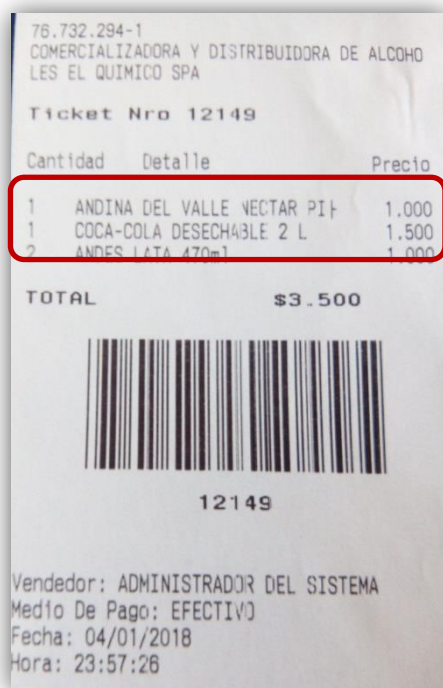 76.732.294-1
COMERCIALIZADORA Y DISTRIBUIDORA DE ALCOHO
LES EL QUIMICO SPA
Ticket Nro 12149
Cantidad Detalle Precio
1 ANDINA DEL VALLE NECTAR PIÑ 1.000
1 COCA-COLA DESECHABLE 2 L 1.500
2 ANDES LATA 470ml 1.000
TOTAL $3.500
12149
Vendedor: ADMINISTRADOR DEL SISTEMA
Medio De Pago: EFECTIVO
Fecha: 04/01/2018
Hora: 23:57:26